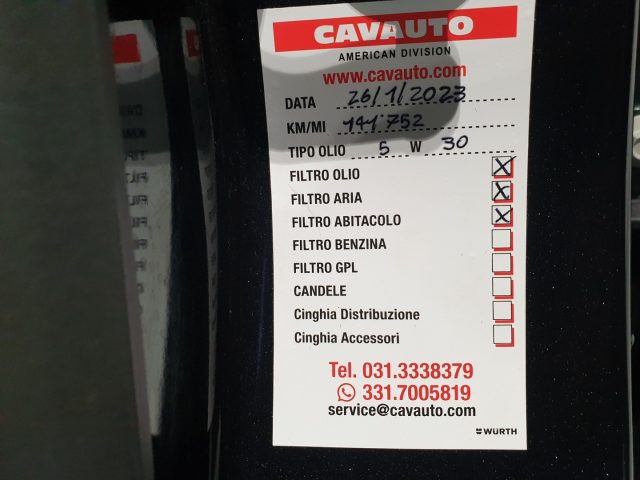 CAVAUTO
AMERICAN DIVISION
www.cavauto.com
DATA 26/1/2023
KM/MI 141'752
TIPO OLIO 5 W 30
FILTRO OLIO X
FILTRO ARIA X
FILTRO ABITACOLO X
FILTRO BENZINA
FILTRO GPL
CANDELE
Cinghia Distribuzione
Cinghia Accessori
Tel. 031.3338379
331.7005819
service@cavauto.com
WÜRTH